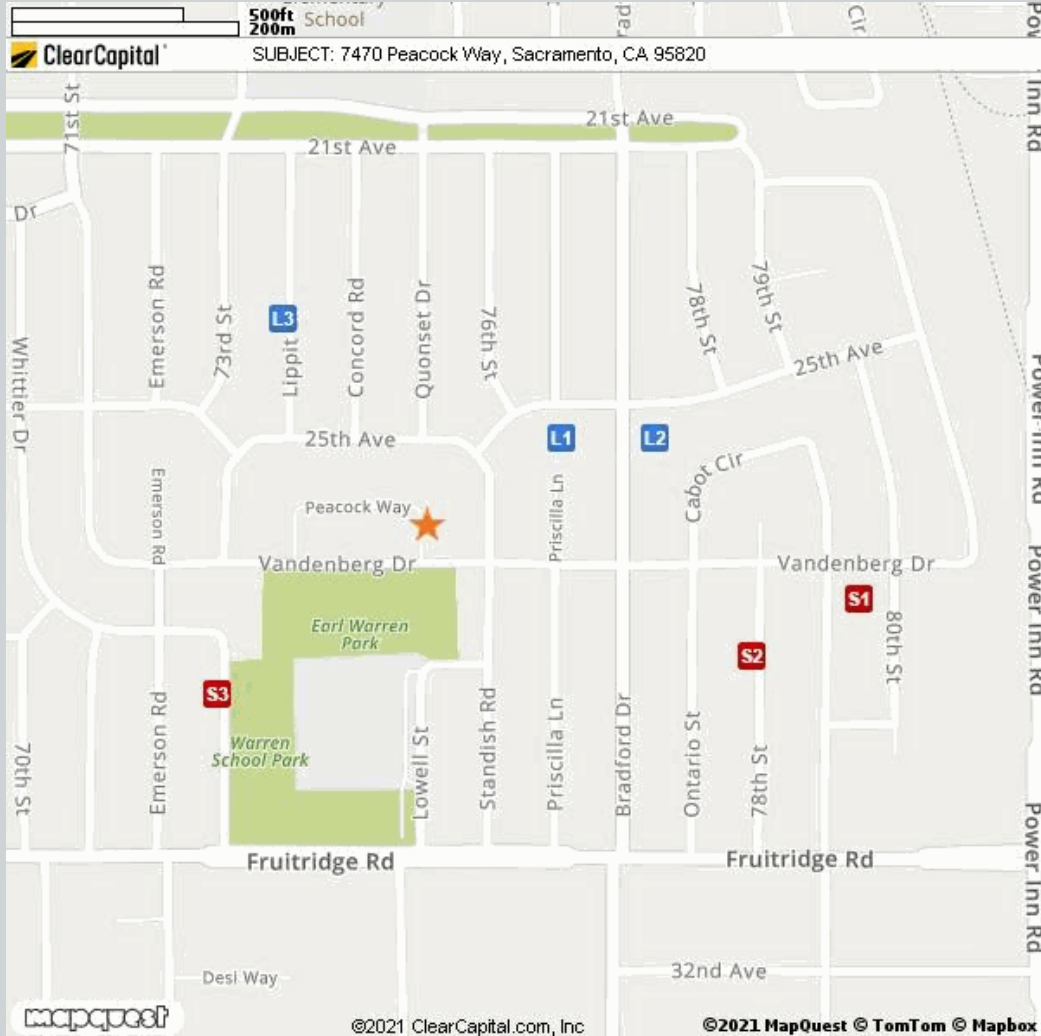 500ft
200m
School
ClearCapital
SUBJECT: 7470 Peacock Way, Sacramento, CA 95820
Cir
71st St
21st Ave
21st Ave
Inn Rd
Dr
Emerson Rd
73rd St
L3
Lippit
Concord Rd
Quonset Dr
76th St
78th St
79th St
25th Ave
Whittier Dr
Power Inn Rd
25th Ave
L1
L2
Cabot Cir
Emerson Rd
Peacock Way
Priscilla Ln
Vandenberg Dr
Vandenberg Dr
Power Inn Rd
S1
Earl Warren
Park
80th St
S2
S3
Warren
School Park
70th St
Emerson Rd
Lowell St
Standish Rd
Priscilla Ln
Bradford Dr
Ontario St
78th St
Fruitridge Rd
Fruitridge Rd
Power Inn Rd
Desi Way
32nd Ave
mapquest
©2021 ClearCapital.com, Inc
©2021 MapQuest © TomTom © Mapbox